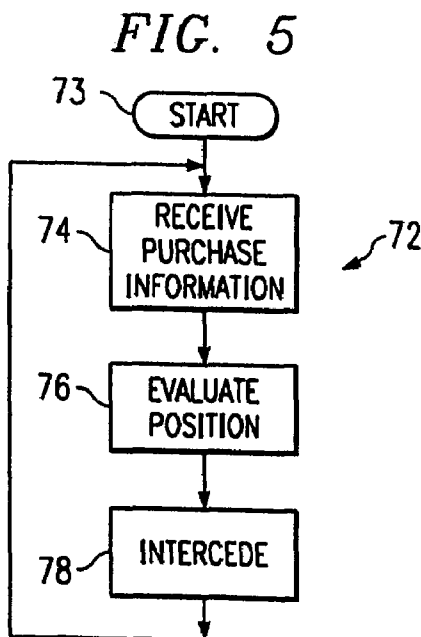 FIG. 5
73
START
74
RECEIVE
PURCHASE
INFORMATION
72
76
EVALUATE
POSITION
78
INTERCEDE